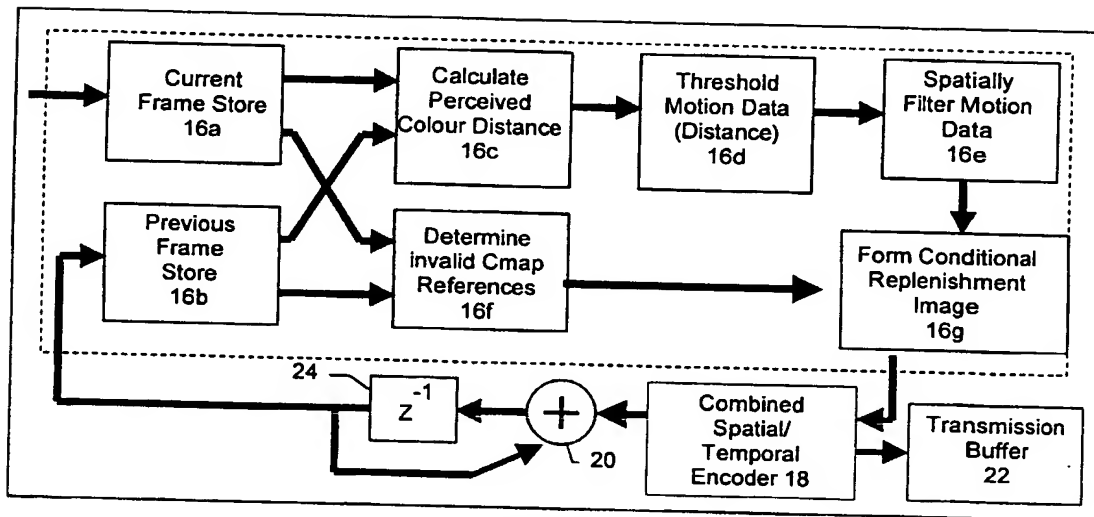 Current
Frame Store
16a
Calculate
Perceived
Colour Distance
16c
Threshold
Motion Data
(Distance)
16d
Spatially
Filter Motion
Data
16e
Previous
Frame
Store
16b
Determine
invalid Cmap
References
16f
Form Conditional
Replenishment
Image
16g
24
z-1
+
20
Combined
Spatial/
Temporal
Encoder 18
Transmission
Buffer
22